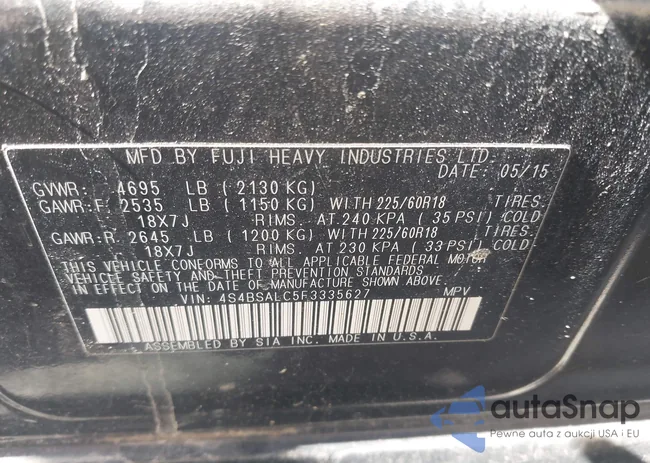 MFD BY FUJI HEAVY INDUSTRIES LTD.
DATE: 05/15
GVWR: 4695 LB (2130 KG)
GAWR:F: 2535 LB (1150 KG) WITH 225/60R18 TIRES.
18X7J RIMS. AT 240 KPA (35 PSI) COLD
GAWR:R: 2645 LB (1200 KG) WITH 225/60R18 TIRES.
18X7J RIMS. AT 230 KPA (33 PSI) COLD
THIS VEHICLE CONFORMS TO ALL APPLICABLE FEDERAL MOTOR
VEHICLE SAFETY AND THEFT PREVENTION STANDARDS
IN EFFECT ON THE DATE OF MANUFACTURE SHOWN ABOVE.
VIN: 4S4BSALC5F3335627 MPV
ASSEMBLED BY SIA INC. MADE IN U.S.A.
autaSnap
Pewne auta z aukcji USA i EU